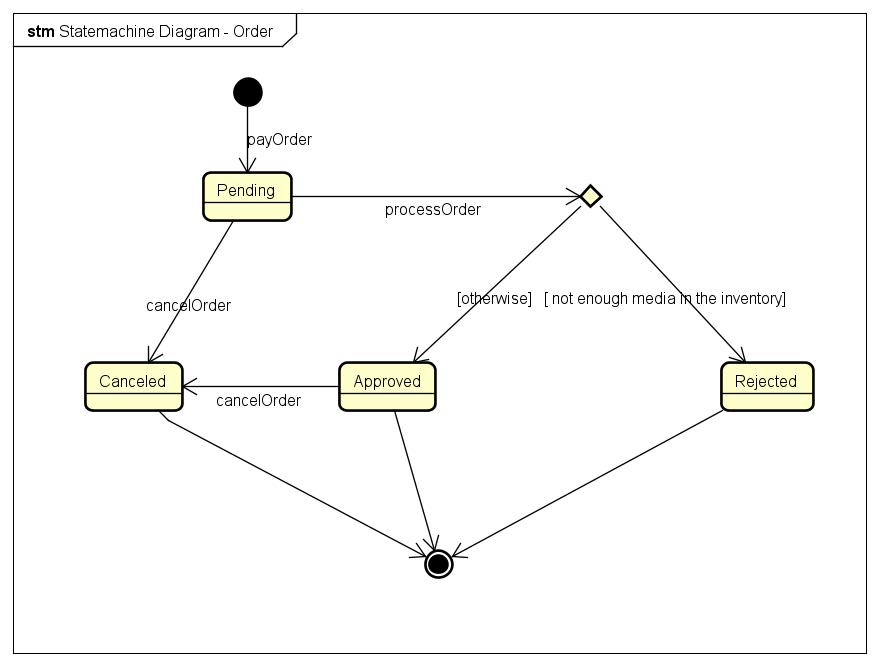 stm Statemachine Diagram - Order
payOrder
Pending
processOrder
[otherwise]
[ not enough media in the inventory]
cancelOrder
Canceled
Approved
Rejected
cancelOrder